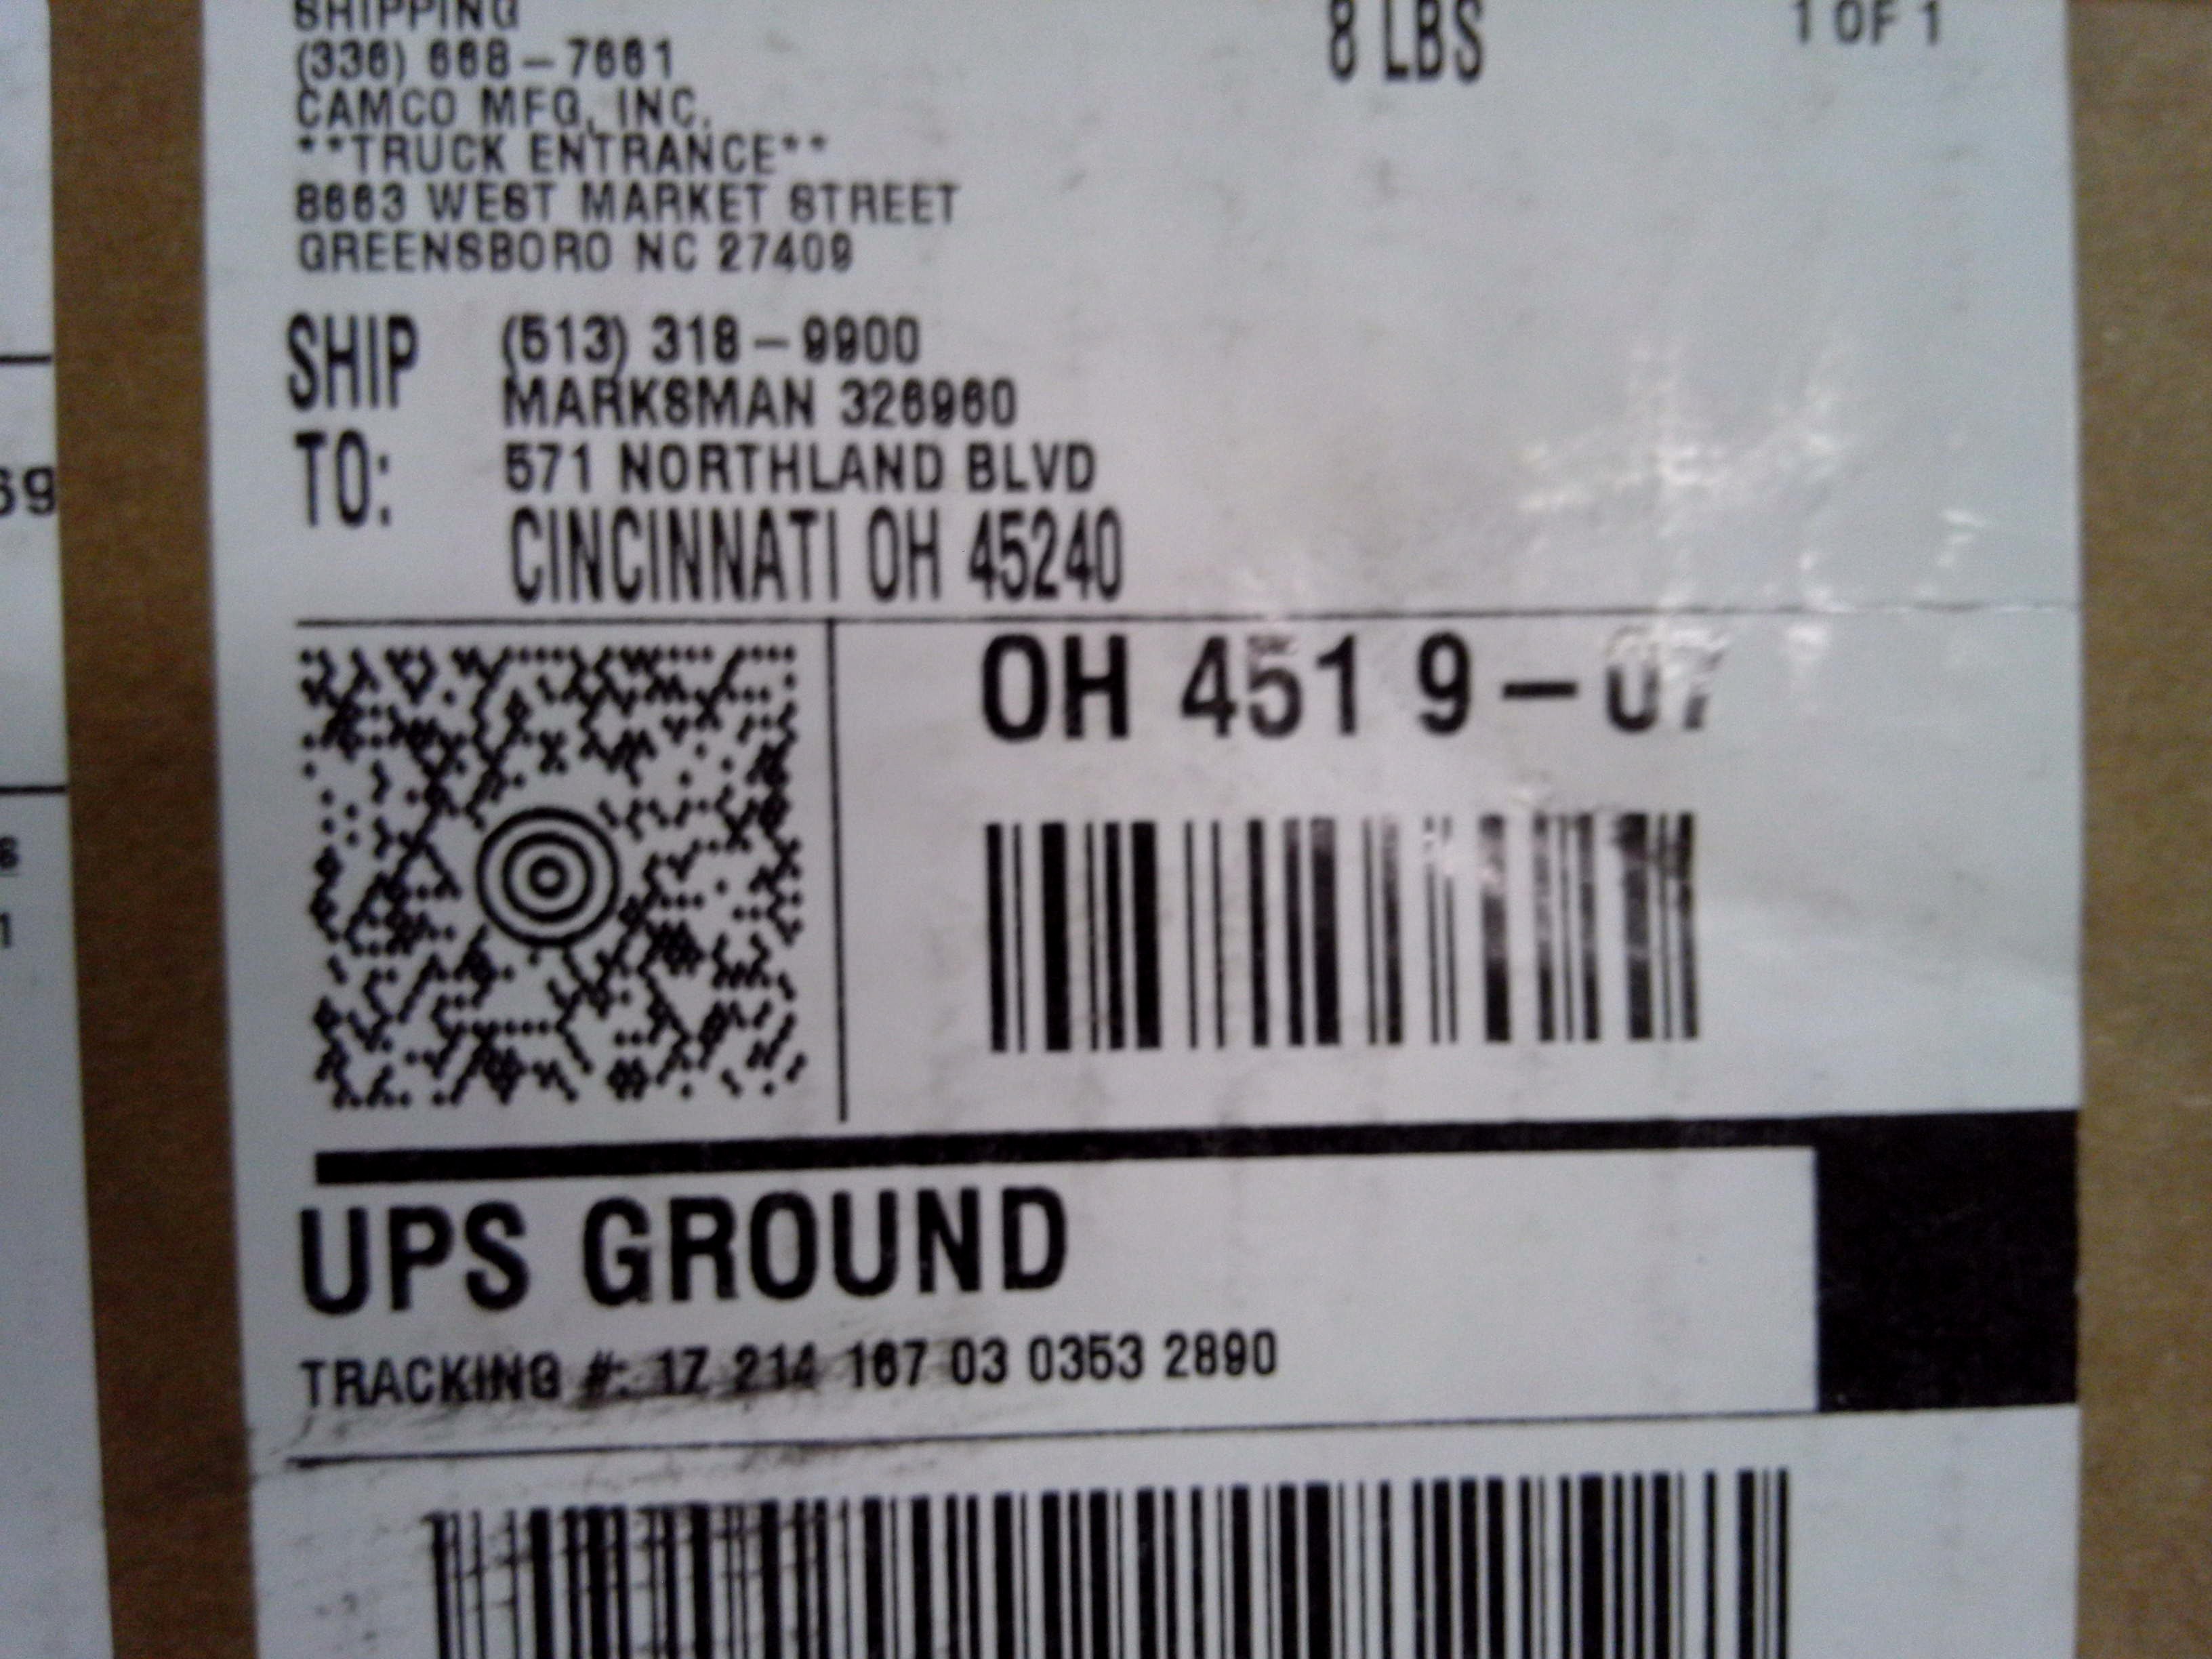 SHIPPING
8 LBS
1 OF 1
(336) 668-7661
CAMCO MFG, INC.
**TRUCK ENTRANCE**
8663 WEST MARKET STREET
GREENSBORO NC 27409
SHIP TO:
(513) 318-9900
MARKSMAN 326960
571 NORTHLAND BLVD
CINCINNATI OH 45240
OH 451 9-07
UPS GROUND
TRACKING #: 1Z 214 167 03 0353 2890
69
1